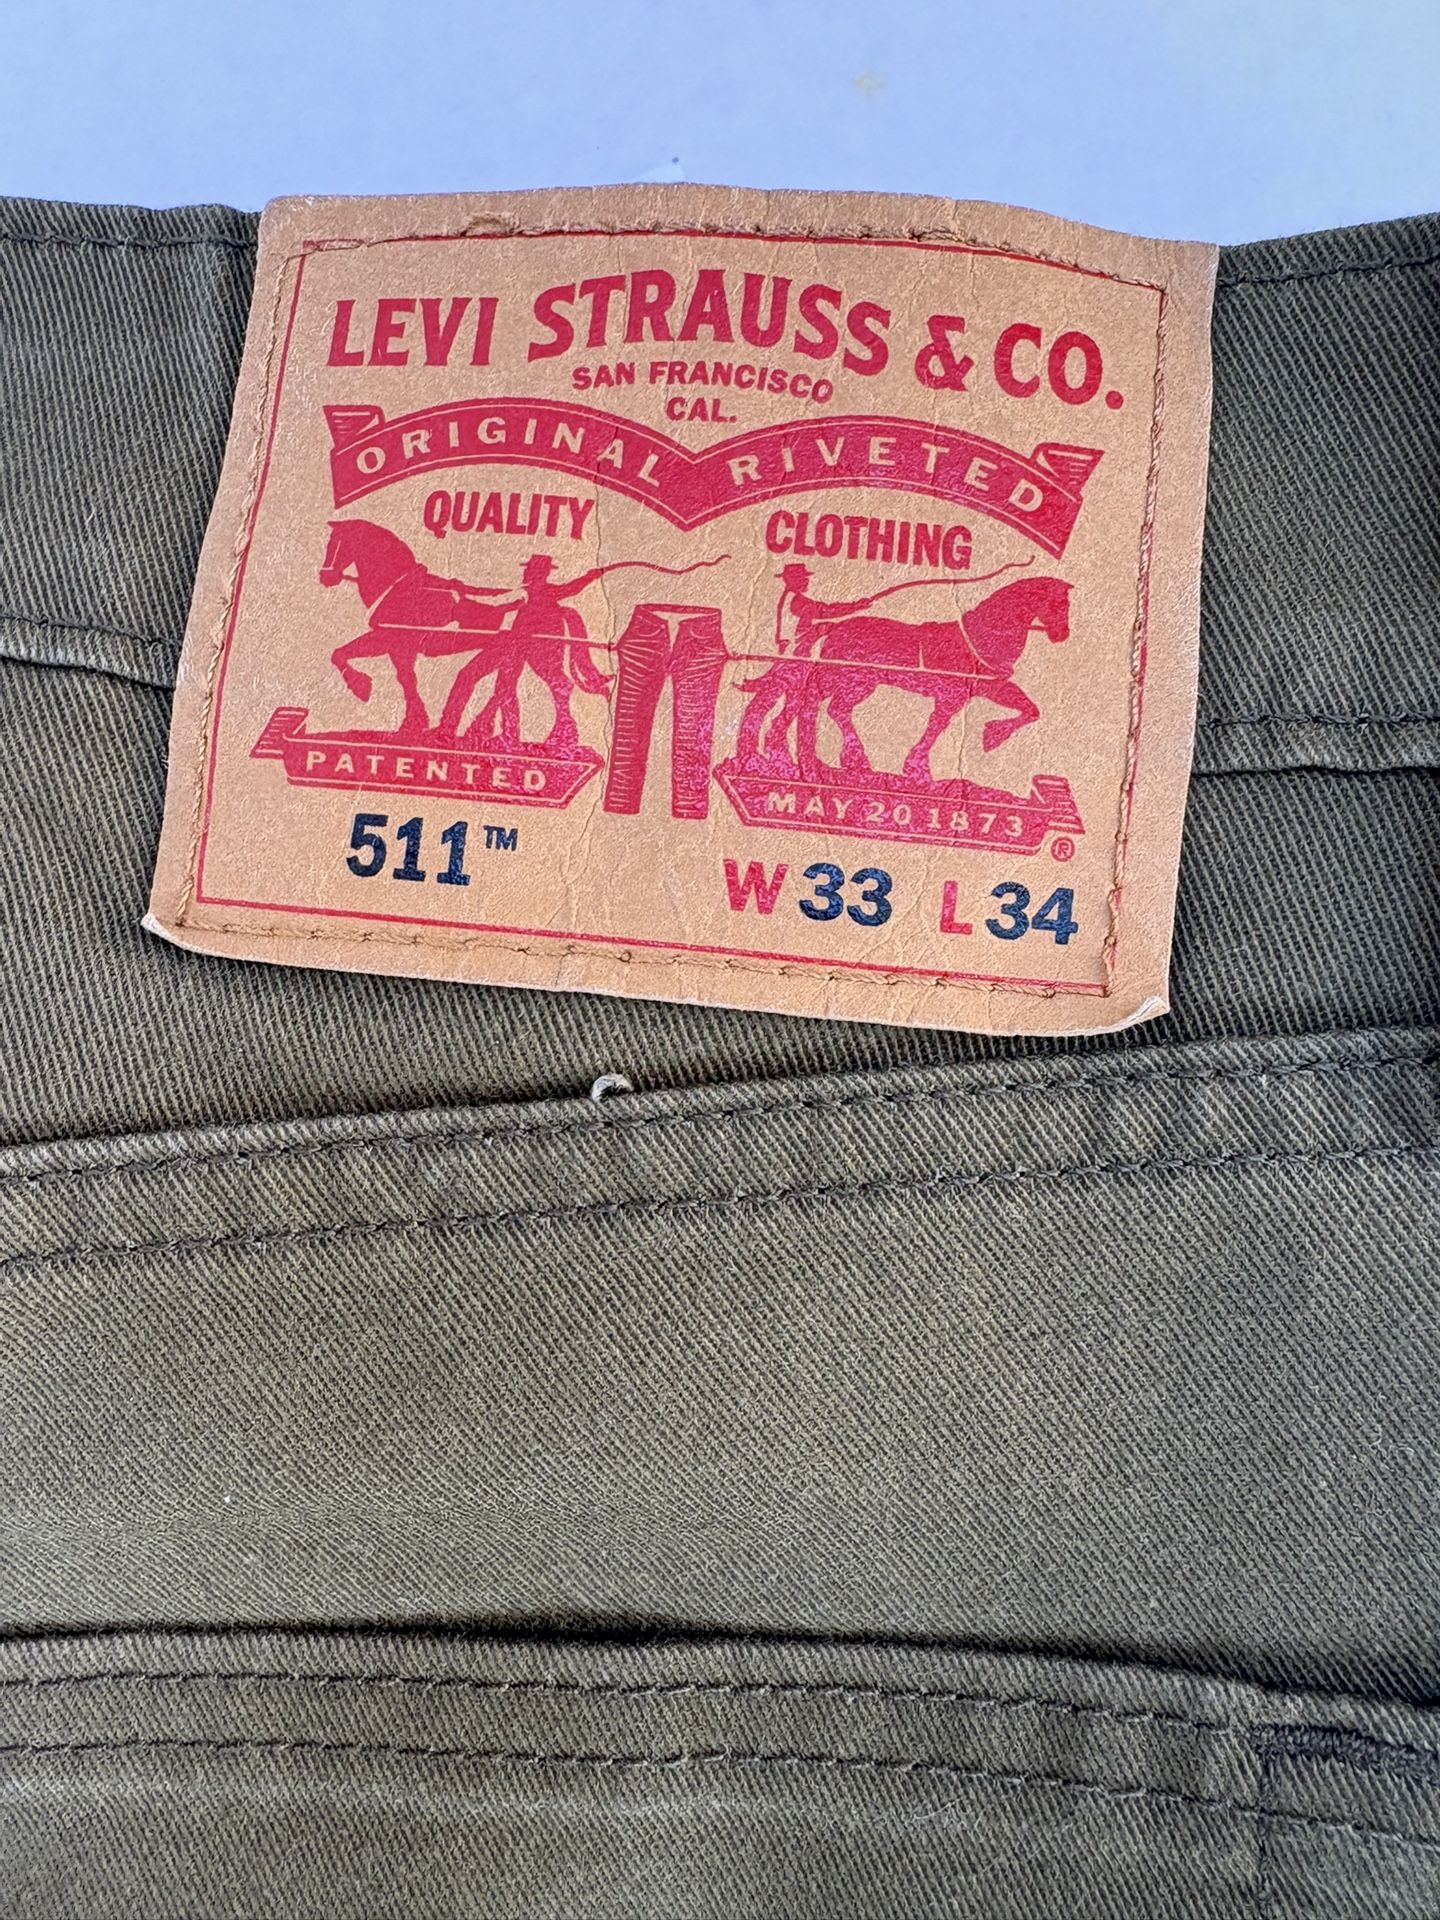 LEVI STRAUSS & CO.
SAN FRANCISCO
CAL.
ORIGINAL RIVETED
QUALITY CLOTHING
PATENTED MAY 20 1873 ®
511™ W 33 L 34